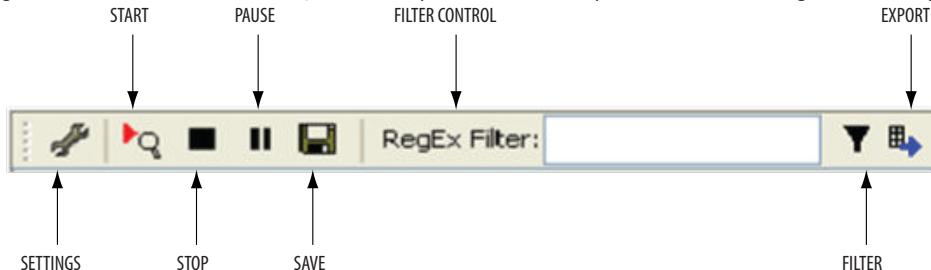 START
PAUSE
FILTER CONTROL
EXPORT
RegEx Filter:
SETTINGS
STOP
SAVE
FILTER